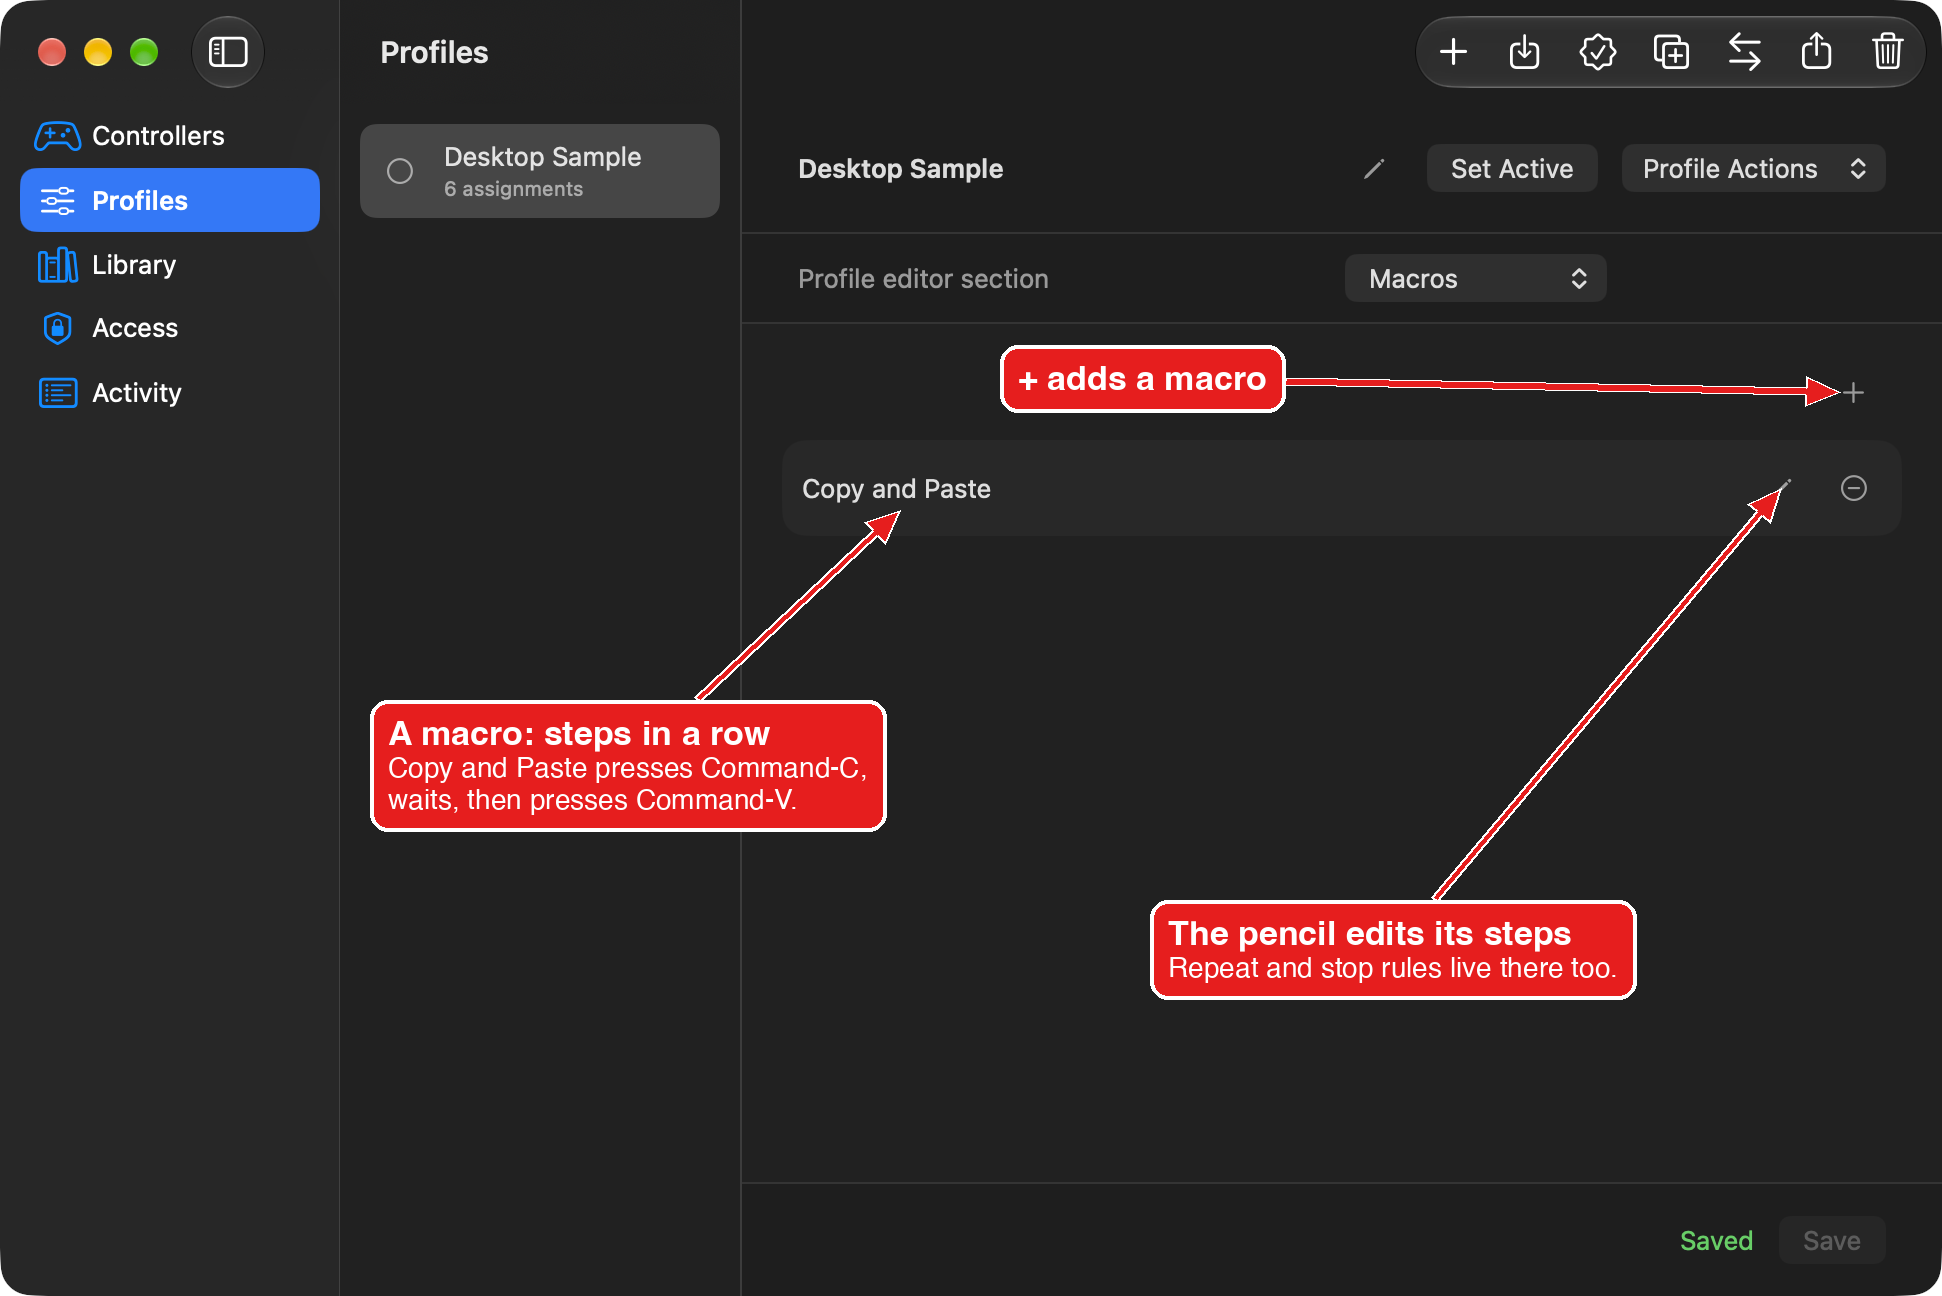 Profiles
Controllers
Profiles
Library
Access
Activity
Desktop Sample
6 assignments
Desktop Sample
Set Active
Profile Actions
Profile editor section
Macros
+ adds a macro
Copy and Paste
A macro: steps in a row
Copy and Paste presses Command-C,
waits, then presses Command-V.
The pencil edits its steps
Repeat and stop rules live there too.
Saved
Save